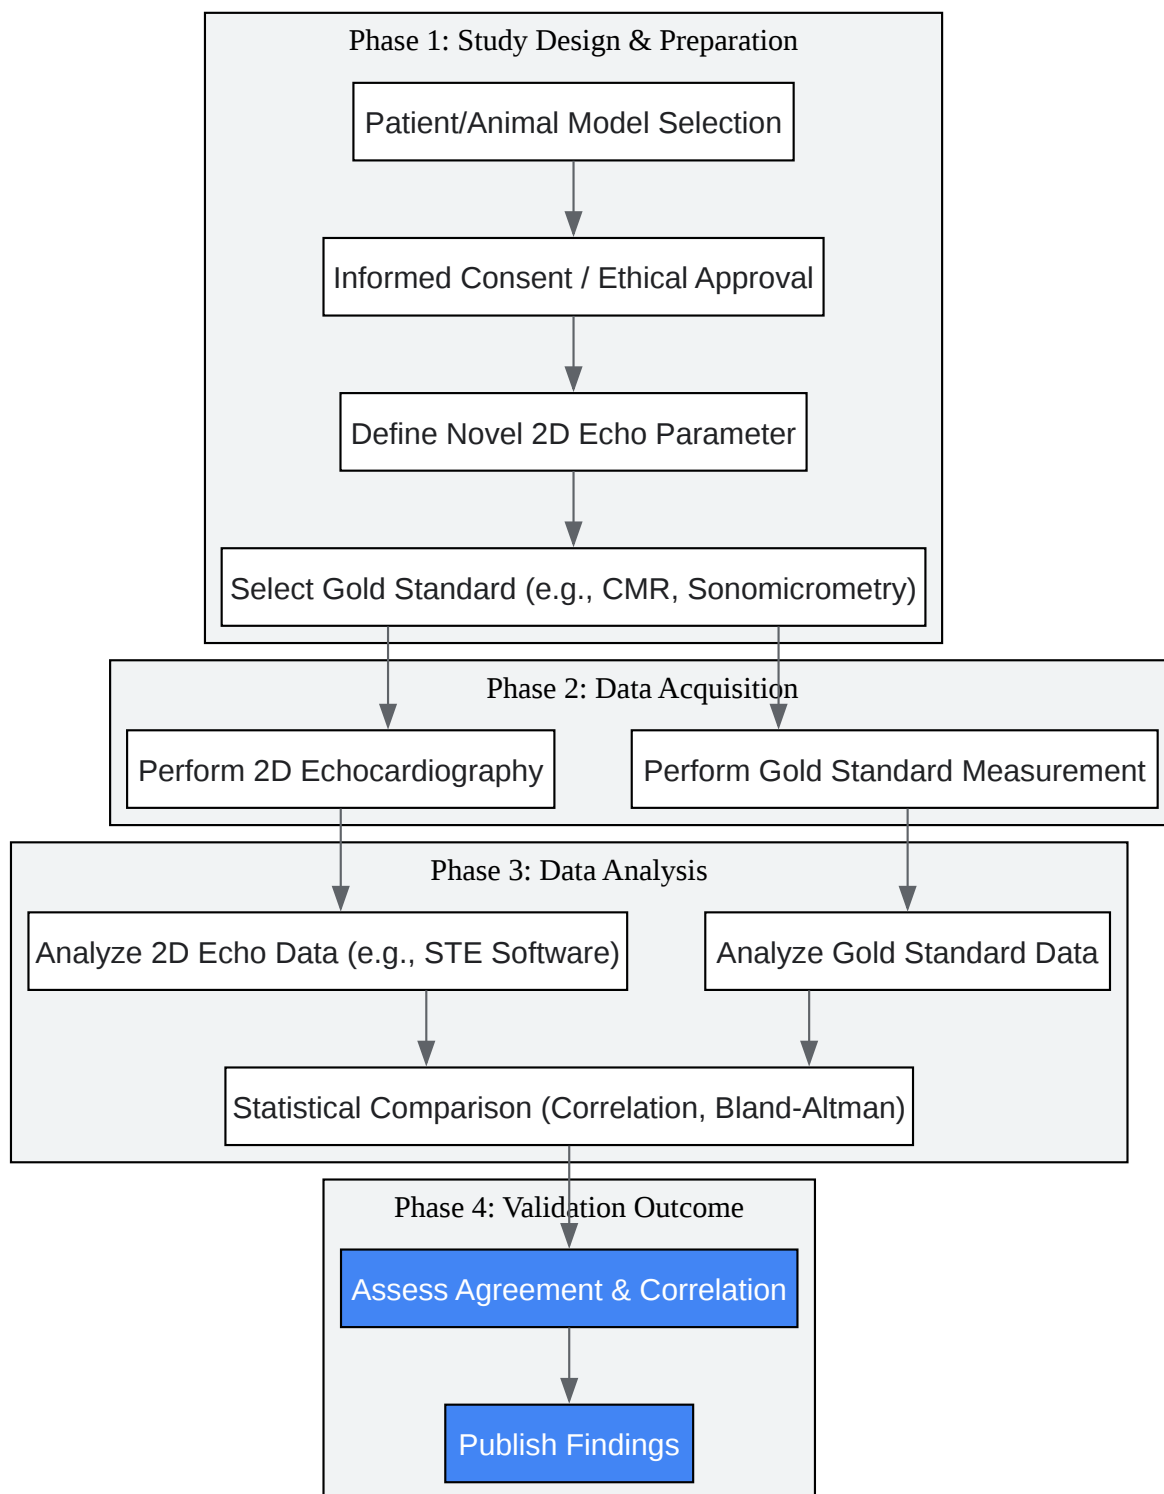 Phase 1: Study Design & Preparation
Patient/Animal Model Selection
Informed Consent / Ethical Approval
Define Novel 2D Echo Parameter
Select Gold Standard (e.g., CMR, Sonomicrometry)
Phase 2: Data Acquisition
Perform 2D Echocardiography
Perform Gold Standard Measurement
Phase 3: Data Analysis
Analyze 2D Echo Data (e.g., STE Software)
Analyze Gold Standard Data
Statistical Comparison (Correlation, Bland-Altman)
Phase 4: Validation Outcome
Assess Agreement & Correlation
Publish Findings